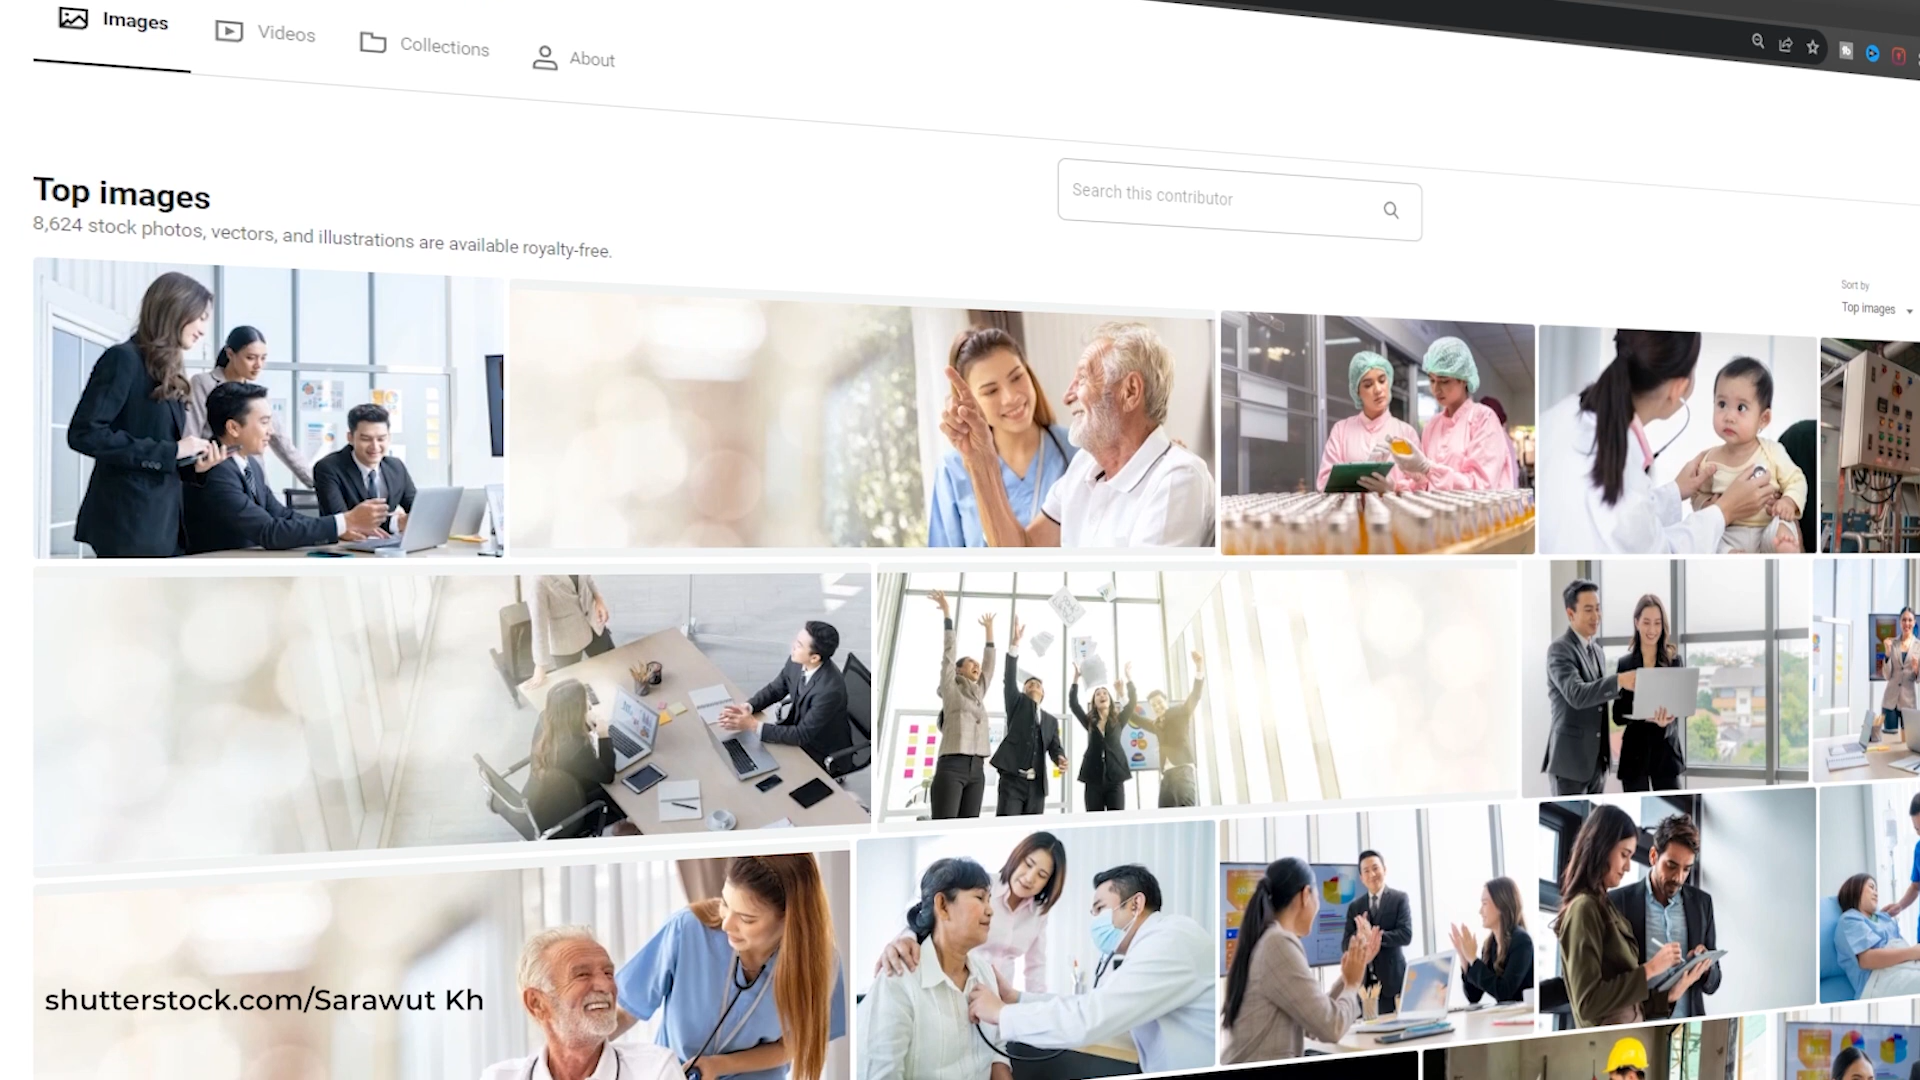 Images
Videos
Collections
About
Top images
8,624 stock photos, vectors, and illustrations are available royalty-free.
Search this contributor
Sort by
Top images
shutterstock.com/Sarawut Kh